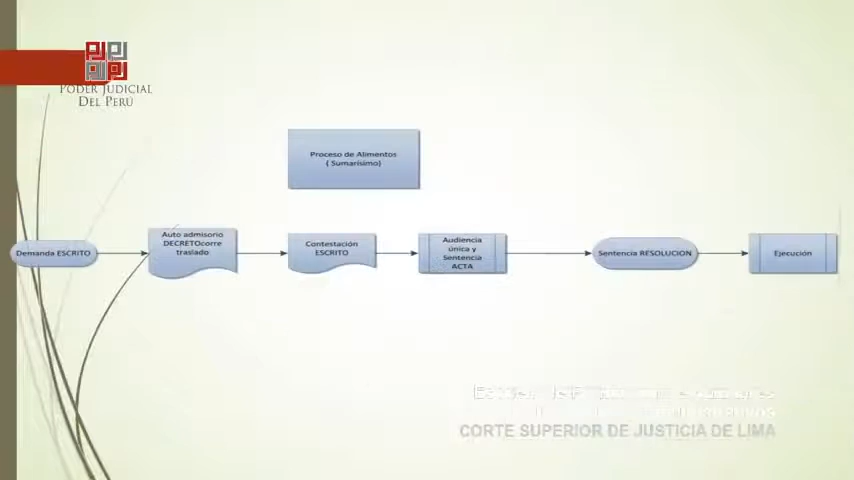 PODER JUDICIAL
DEL PERÚ
Proceso de Alimentos
( Sumarísimo)
Demanda ESCRITO
Auto admisorio
DECRETOcorre
traslado
Contestación
ESCRITO
Audiencia
única y
Sentencia
ACTA
Sentencia RESOLUCION
Ejecución
CORTE SUPERIOR DE JUSTICIA DE LIMA